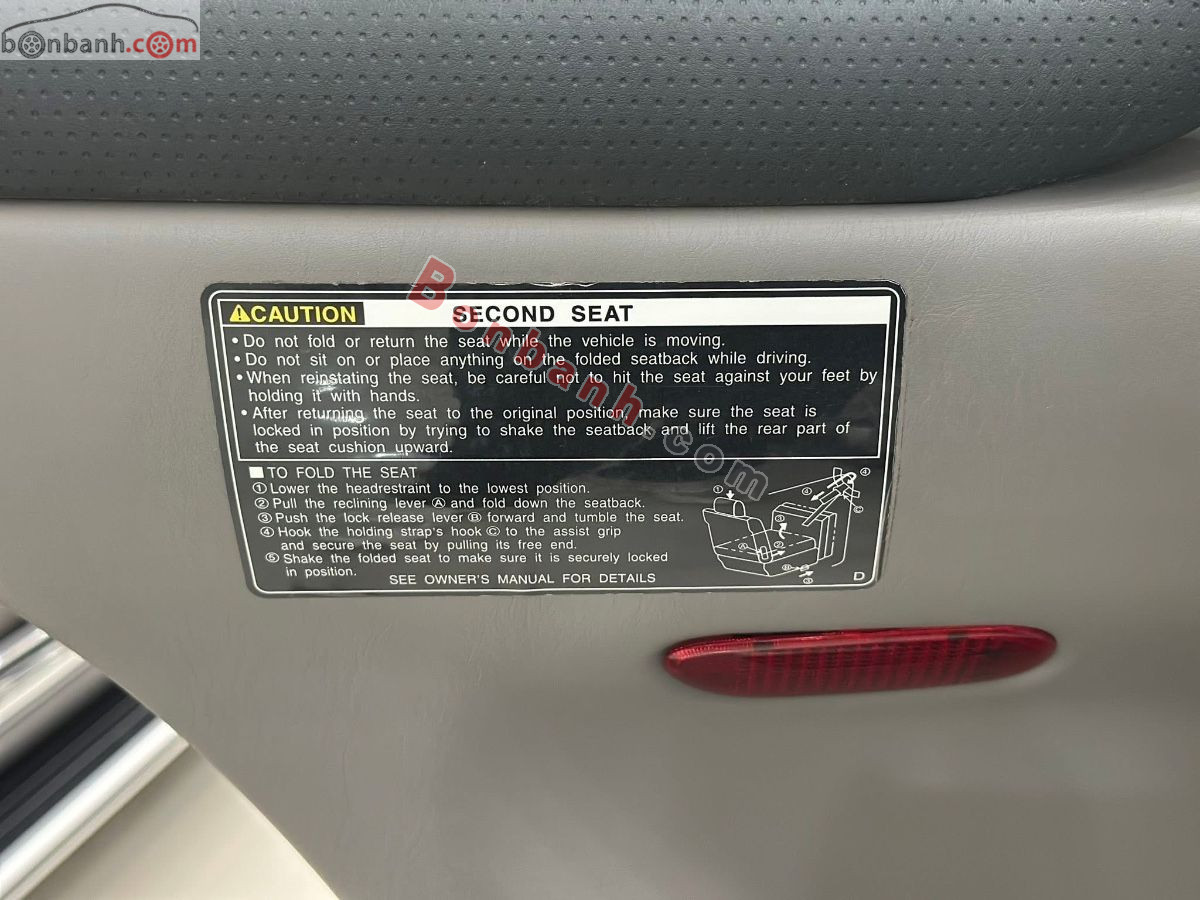 bonbanh.com
⚠CAUTION SECOND SEAT
• Do not fold or return the seat while the vehicle is moving.
• Do not sit on or place anything on the folded seatback while driving.
• When reinstating the seat, be careful not to hit the seat against your feet by
holding it with hands.
• After returning the seat to the original position, make sure the seat is
locked in position by trying to shake the seatback and lift the rear part of
the seat cushion upward.
■ TO FOLD THE SEAT
① Lower the headrestraint to the lowest position.
② Pull the reclining lever Ⓐ and fold down the seatback.
③ Push the lock release lever Ⓑ forward and tumble the seat.
④ Hook the holding strap's hook Ⓒ to the assist grip
and secure the seat by pulling its free end.
⑤ Shake the folded seat to make sure it is securely locked
in position.
SEE OWNER'S MANUAL FOR DETAILS
① ④ ④ Ⓒ ③ Ⓐ ② Ⓑ ③
D
Bonbanh.com